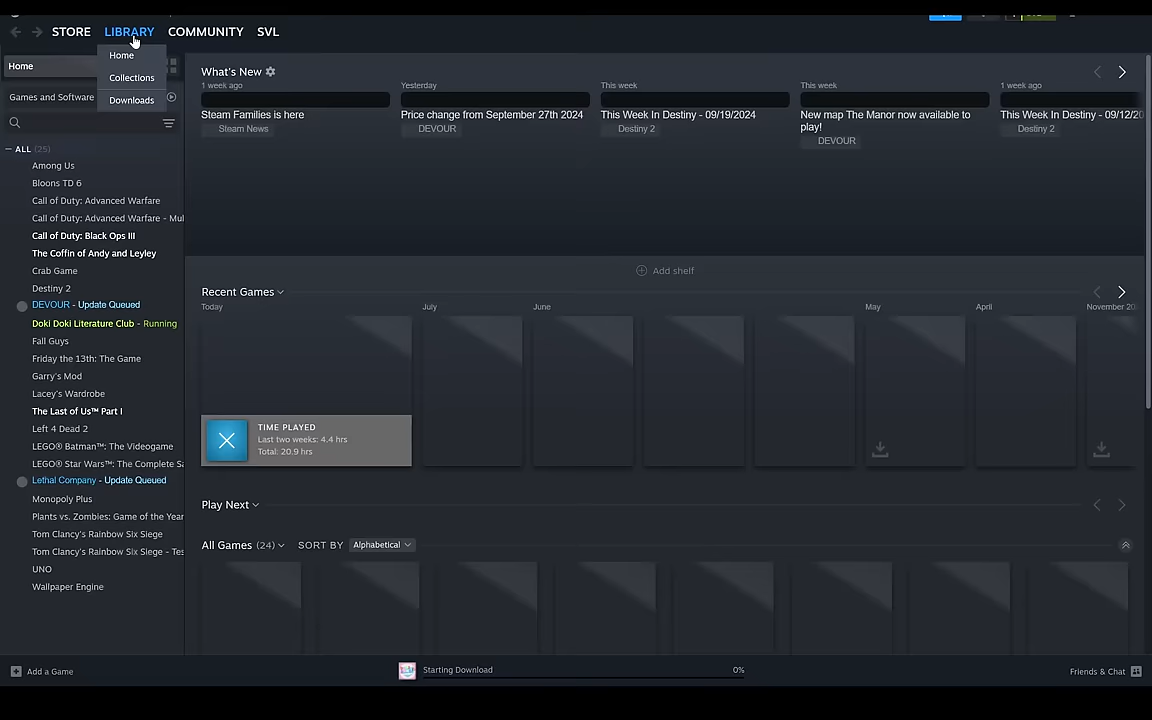 STORE LIBRARY COMMUNITY SVL
Home
Collections
Downloads
Home
Games and Software
ALL (25)
Among Us
Bloons TD 6
Call of Duty: Advanced Warfare
Call of Duty: Advanced Warfare - Mul
Call of Duty: Black Ops III
The Coffin of Andy and Leyley
Crab Game
Destiny 2
DEVOUR - Update Queued
Doki Doki Literature Club - Running
Fall Guys
Friday the 13th: The Game
Garry's Mod
Lacey's Wardrobe
The Last of Us™ Part I
Left 4 Dead 2
LEGO® Batman™: The Videogame
LEGO® Star Wars™: The Complete Sa
Lethal Company - Update Queued
Monopoly Plus
Plants vs. Zombies: Game of the Year
Tom Clancy's Rainbow Six Siege
Tom Clancy's Rainbow Six Siege - Tes
UNO
Wallpaper Engine
What's New
1 week ago
Steam Families is here
Steam News
Yesterday
Price change from September 27th 2024
DEVOUR
This week
This Week In Destiny - 09/19/2024
Destiny 2
This week
New map The Manor now available to
play!
DEVOUR
1 week ago
This Week In Destiny - 09/12/20
Destiny 2
Add shelf
Recent Games
Today July June May April November 20
TIME PLAYED
Last two weeks: 4.4 hrs
Total: 20.9 hrs
Play Next
All Games (24) SORT BY Alphabetical
Add a Game
Starting Download 0%
Friends & Chat